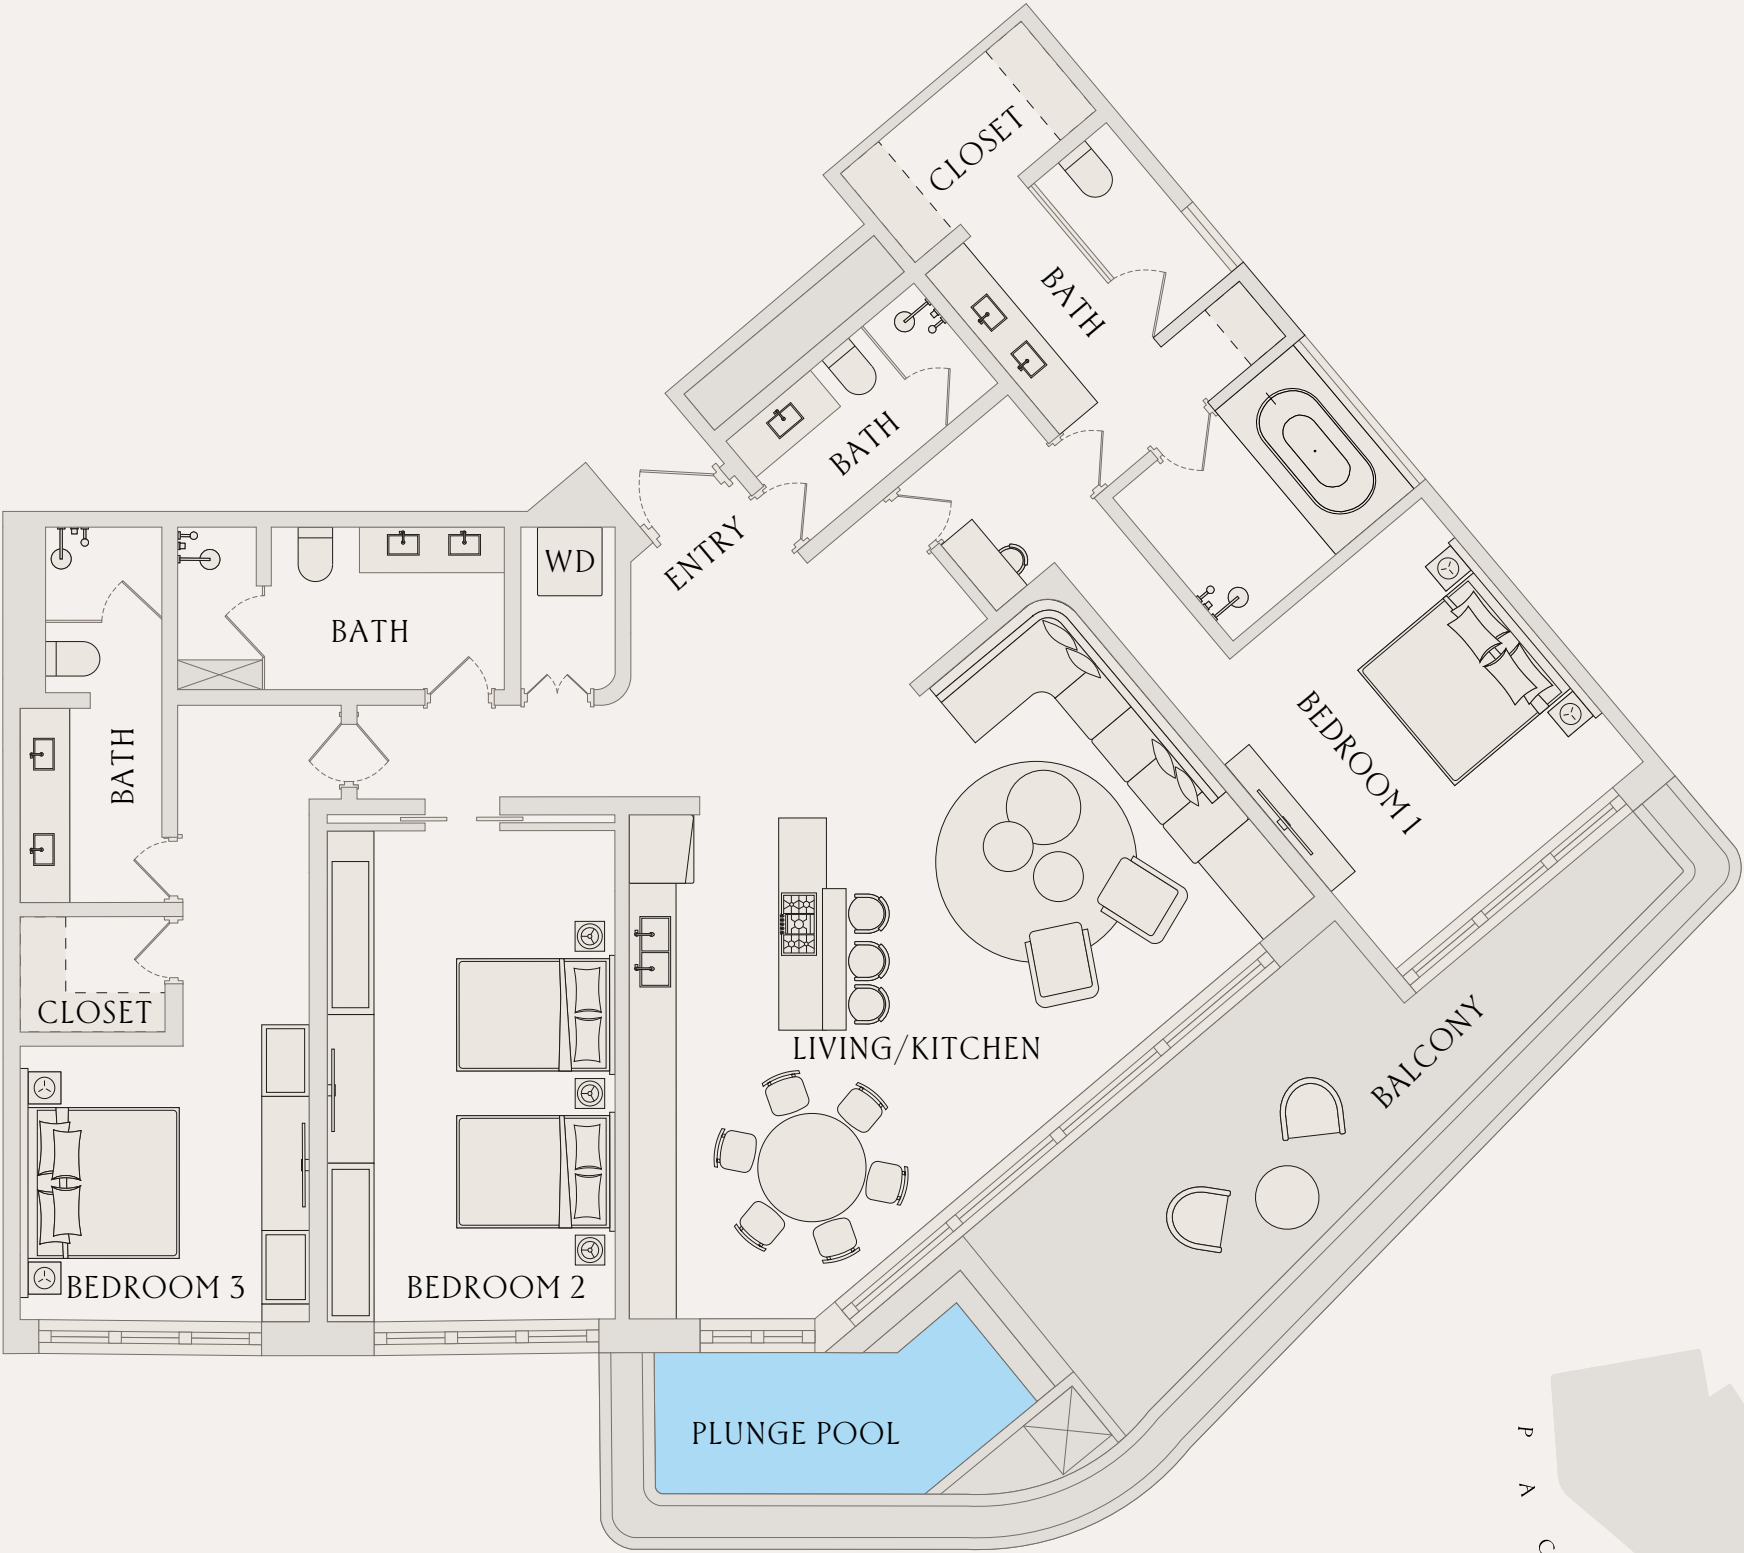 CLOSET
BATH
BATH
ENTRY
WD
BATH
BATH
BEDROOM 1
CLOSET
LIVING/KITCHEN
BALCONY
BEDROOM 3
BEDROOM 2
PLUNGE POOL
P A C